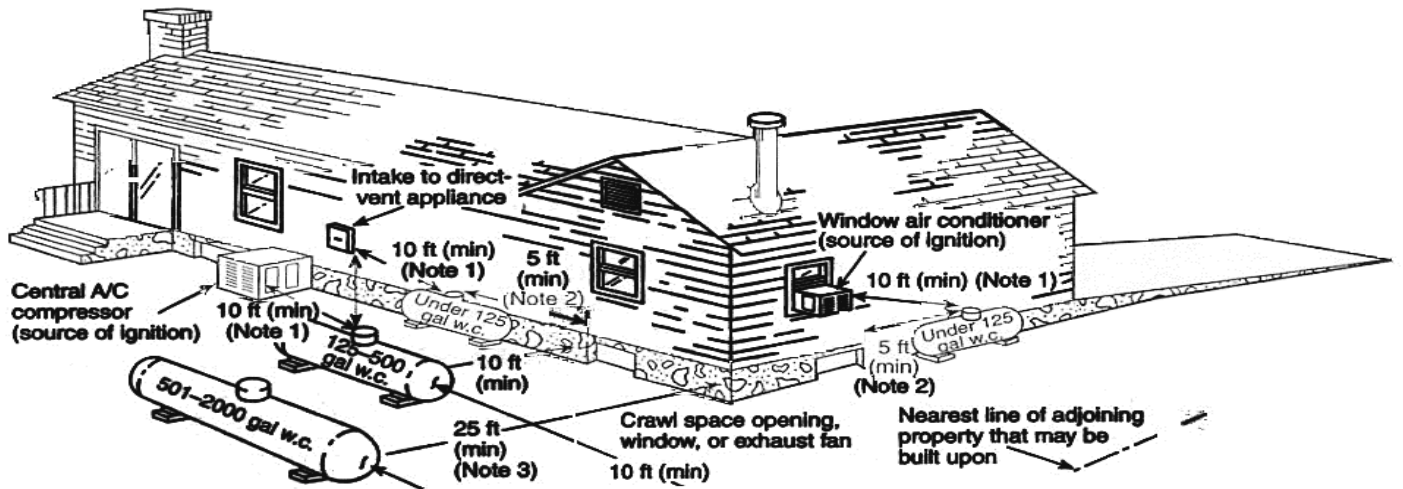 Intake to direct-
vent appliance
10 ft (min)
(Note 1)
5 ft
(min)
(Note 2)
Window air conditioner
(source of ignition)
10 ft (min) (Note 1)
Central A/C
compressor
(source of ignition)
10 ft (min)
(Note 1)
Under 125
gal w.c.
Under 125
gal w.c.
5 ft
(min)
(Note 2)
125–500
gal w.c.
10 ft
(min)
501–2000 gal w.c.
25 ft
(min)
(Note 3)
Crawl space opening,
window, or exhaust fan
10 ft (min)
Nearest line of adjoining
property that may be
built upon